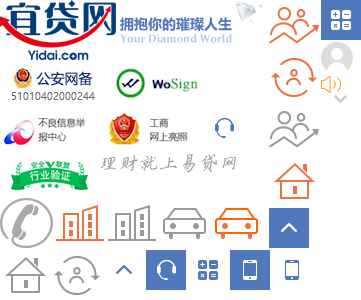 宜贷网
Yidai.com
拥抱你的璀璨人生
Your Diamond World
公安网备
51010402000244
WoSign
不良信息举
报中心
工商
网上亮照
理财就上易贷网
安全联盟
行业验证